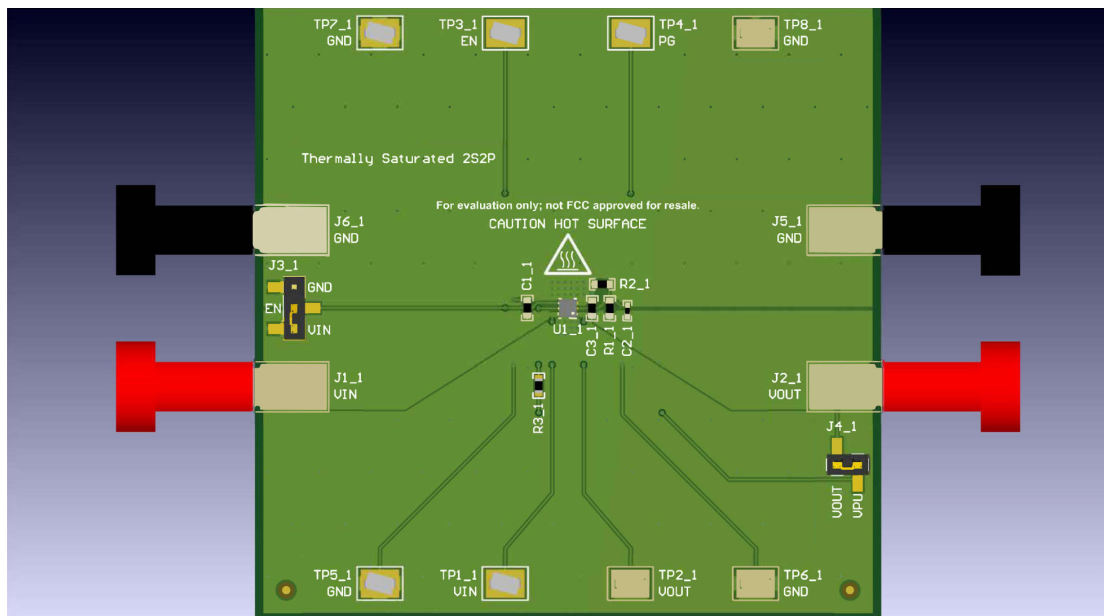 TP7_1
GND
TP3_1
EN
TP4_1
PG
TP8_1
GND
Thermally Saturated 2S2P
For evaluation only; not FCC approved for resale.
CAUTION HOT SURFACE
J6_1
GND
J5_1
GND
J3_1
GND
EN
VIN
C1_1
R2_1
U1_1
C3_1
R1_1
C2_1
J1_1
VIN
J2_1
VOUT
R3_1
J4_1
VOUT
VPU
TP5_1
GND
TP1_1
VIN
TP2_1
VOUT
TP6_1
GND